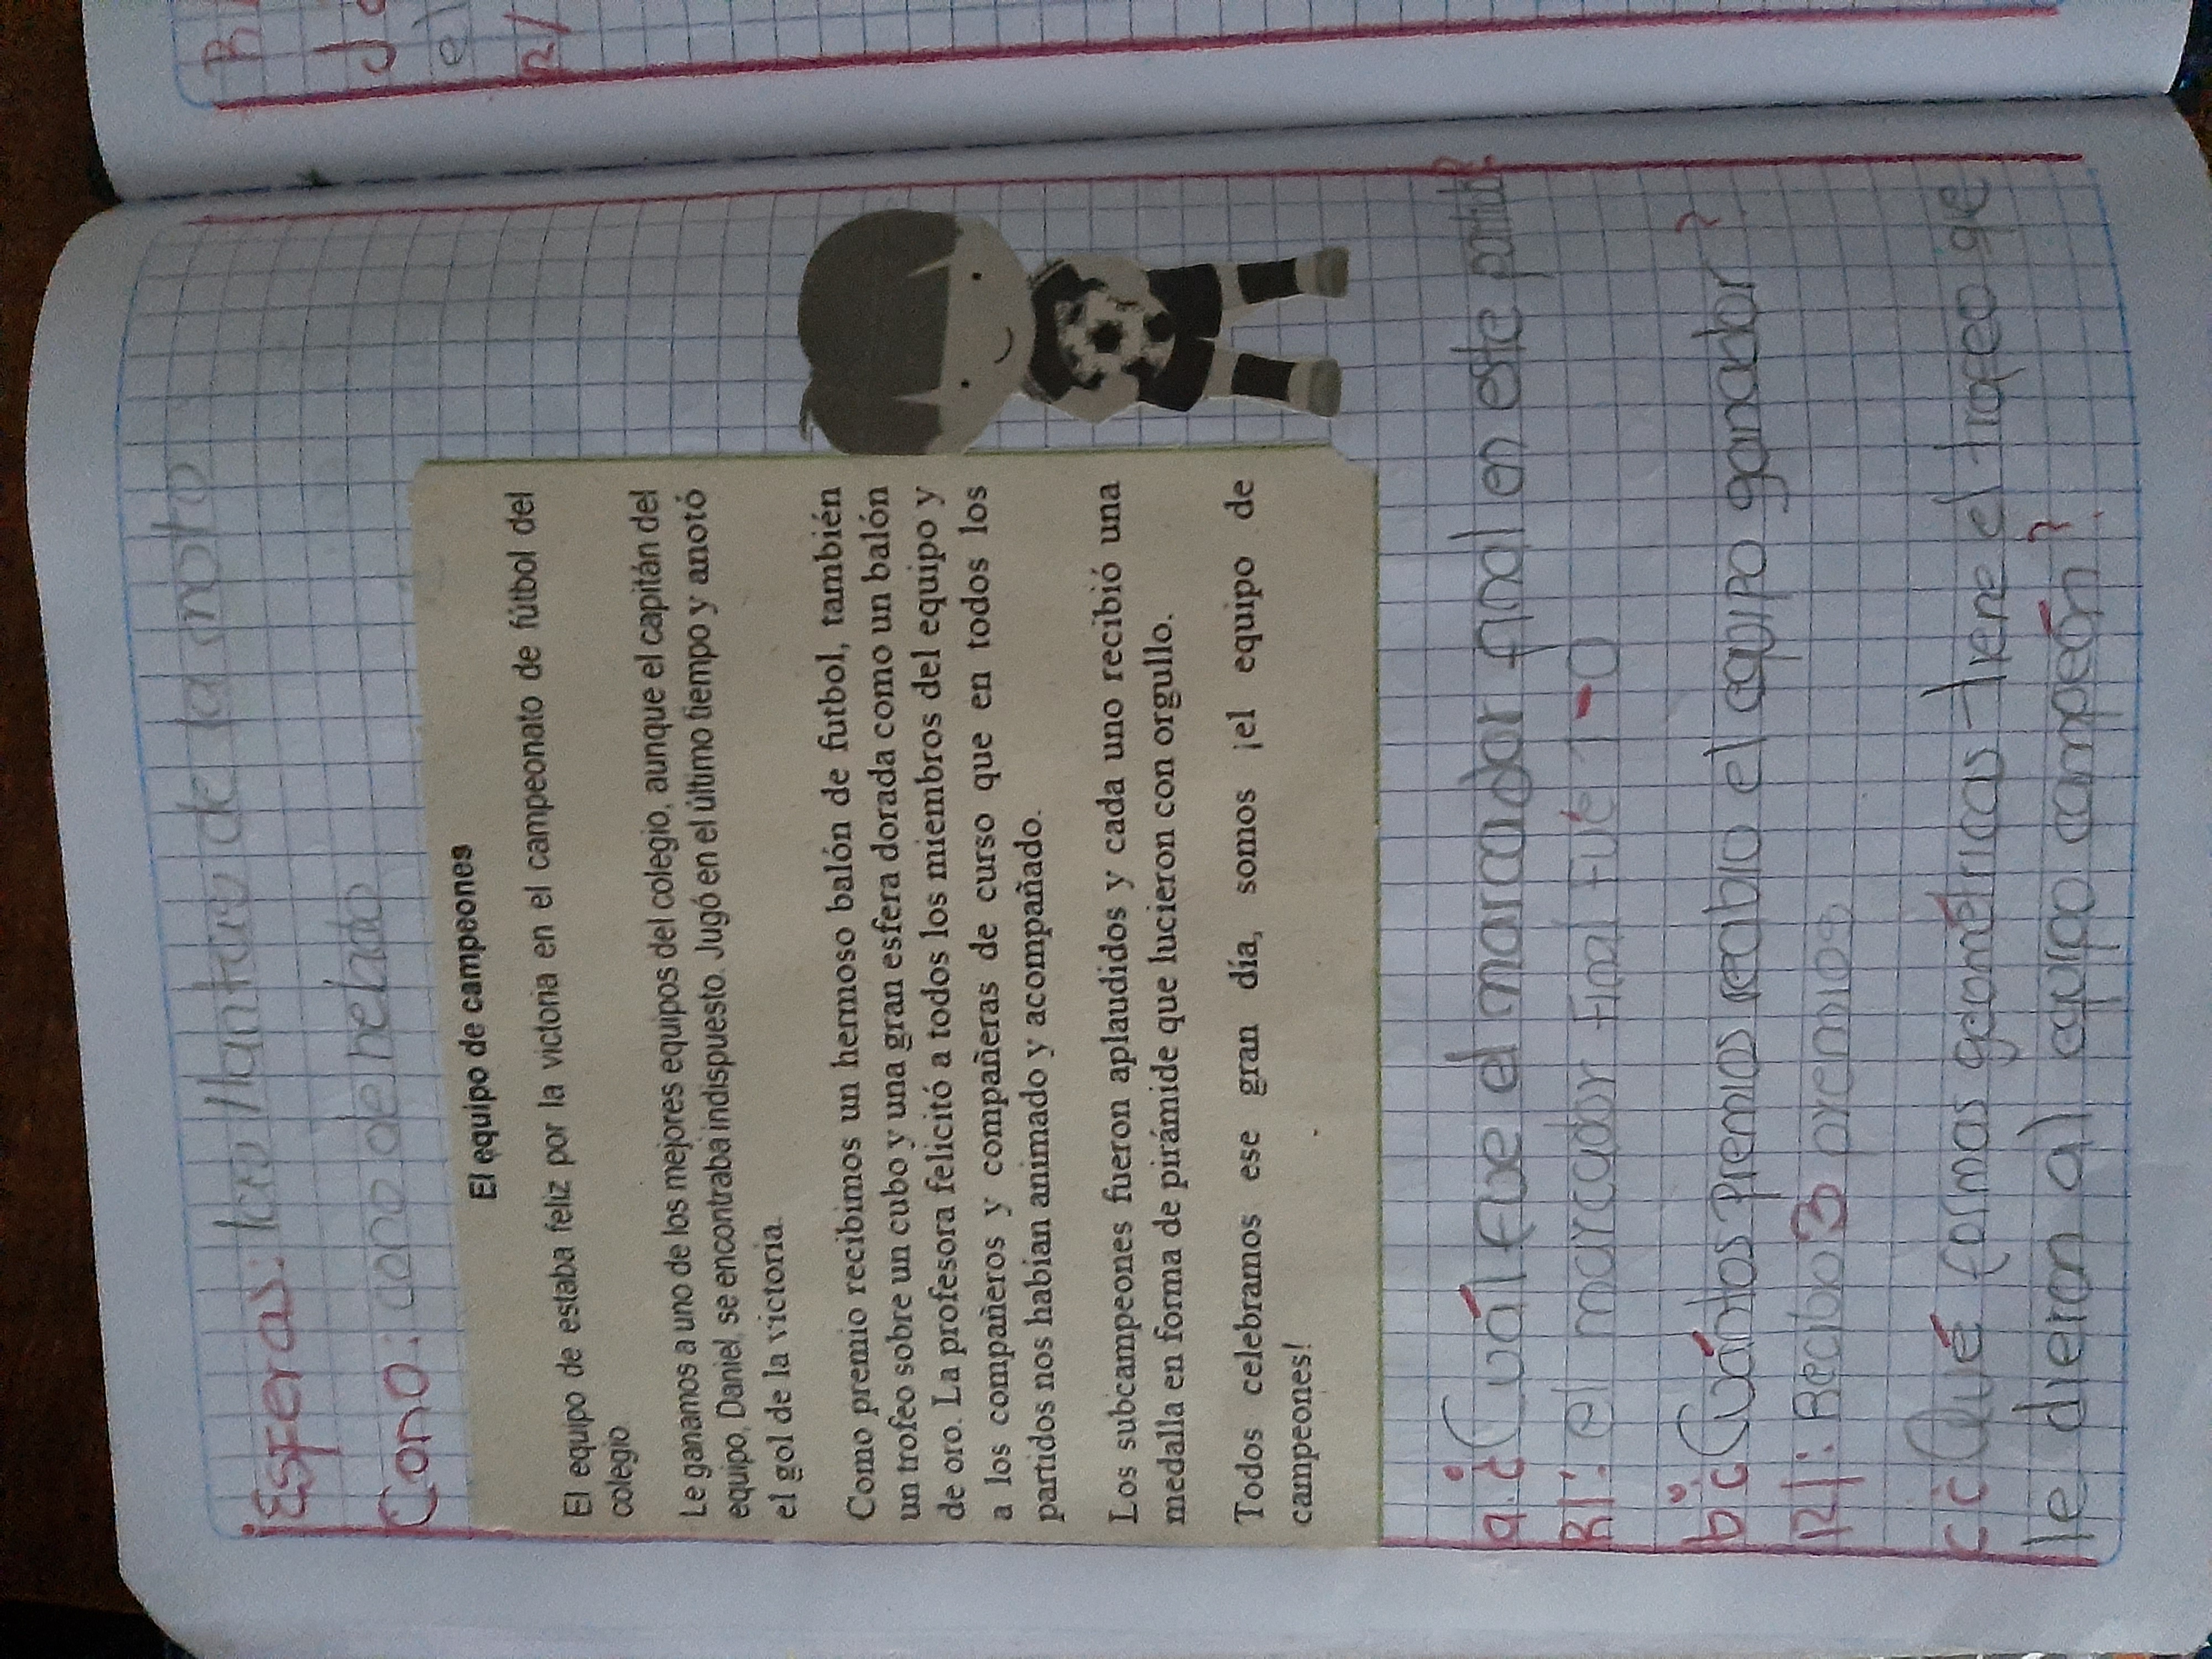 Esferas: las llantas de la moto
Cono: cono de helado
El equipo de campeones
El equipo de estaba feliz por la victoria en el campeonato de fútbol del
colegio
Le ganamos a uno de los mejores equipos del colegio, aunque el capitán del
equipo, Daniel, se encontraba indispuesto. Jugó en el último tiempo y anotó
el gol de la victoria.
Como premio recibimos un hermoso balón de futbol, también
un trofeo sobre un cubo y una gran esfera dorada como un balón
de oro. La profesora felicitó a todos los miembros del equipo y
a los compañeros y compañeras de curso que en todos los
partidos nos habían animado y acompañado.
Los subcampeones fueron aplaudidos y cada uno recibió una
medalla en forma de pirámide que lucieron con orgullo.
Todos celebramos ese gran día, somos ¡el equipo de
campeones!
a. ¿Cuál fue el marcador final en este partido?
R/: el marcador final fué 1-0
b ¿Cuántos premios recibio el equipo ganador?
R/: Recibio 3 premios
c ¿Qué formas geométricas tiene el trofeo que
le dieron al equipo campeón?
R/
d
el
R/